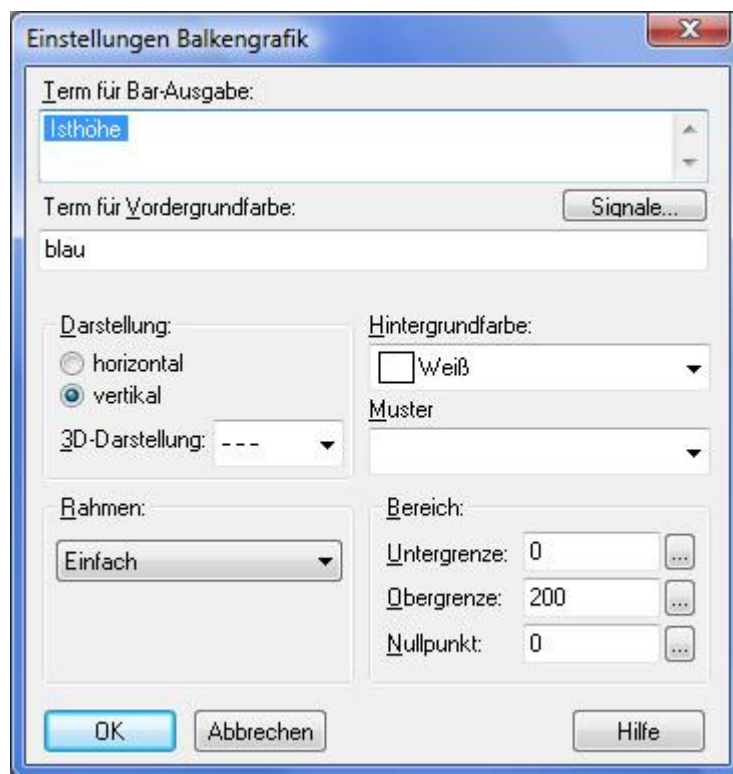 Einstellungen Balkengrafik
Term für Bar-Ausgabe:
Isthöhe
Term für Vordergrundfarbe:
Signale...
blau
Darstellung:
horizontal
vertikal
3D-Darstellung: ---
Hintergrundfarbe:
Weiß
Muster
Rahmen:
Einfach
Bereich:
Untergrenze: 0 ...
Obergrenze: 200 ...
Nullpunkt: 0 ...
OK Abbrechen Hilfe